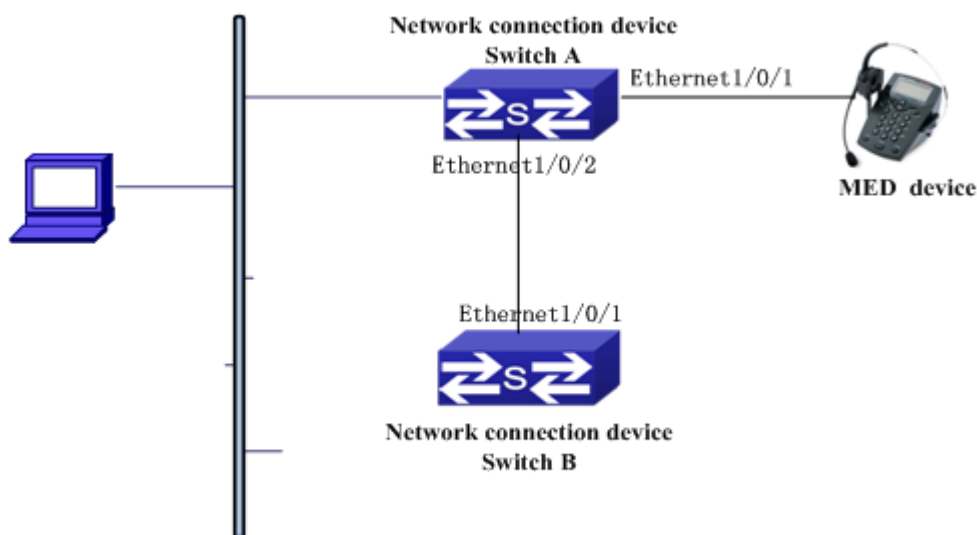 Network connection device
Switch A
Ethernet1/0/1
Ethernet1/0/2
MED device
Ethernet1/0/1
Network connection device
Switch B